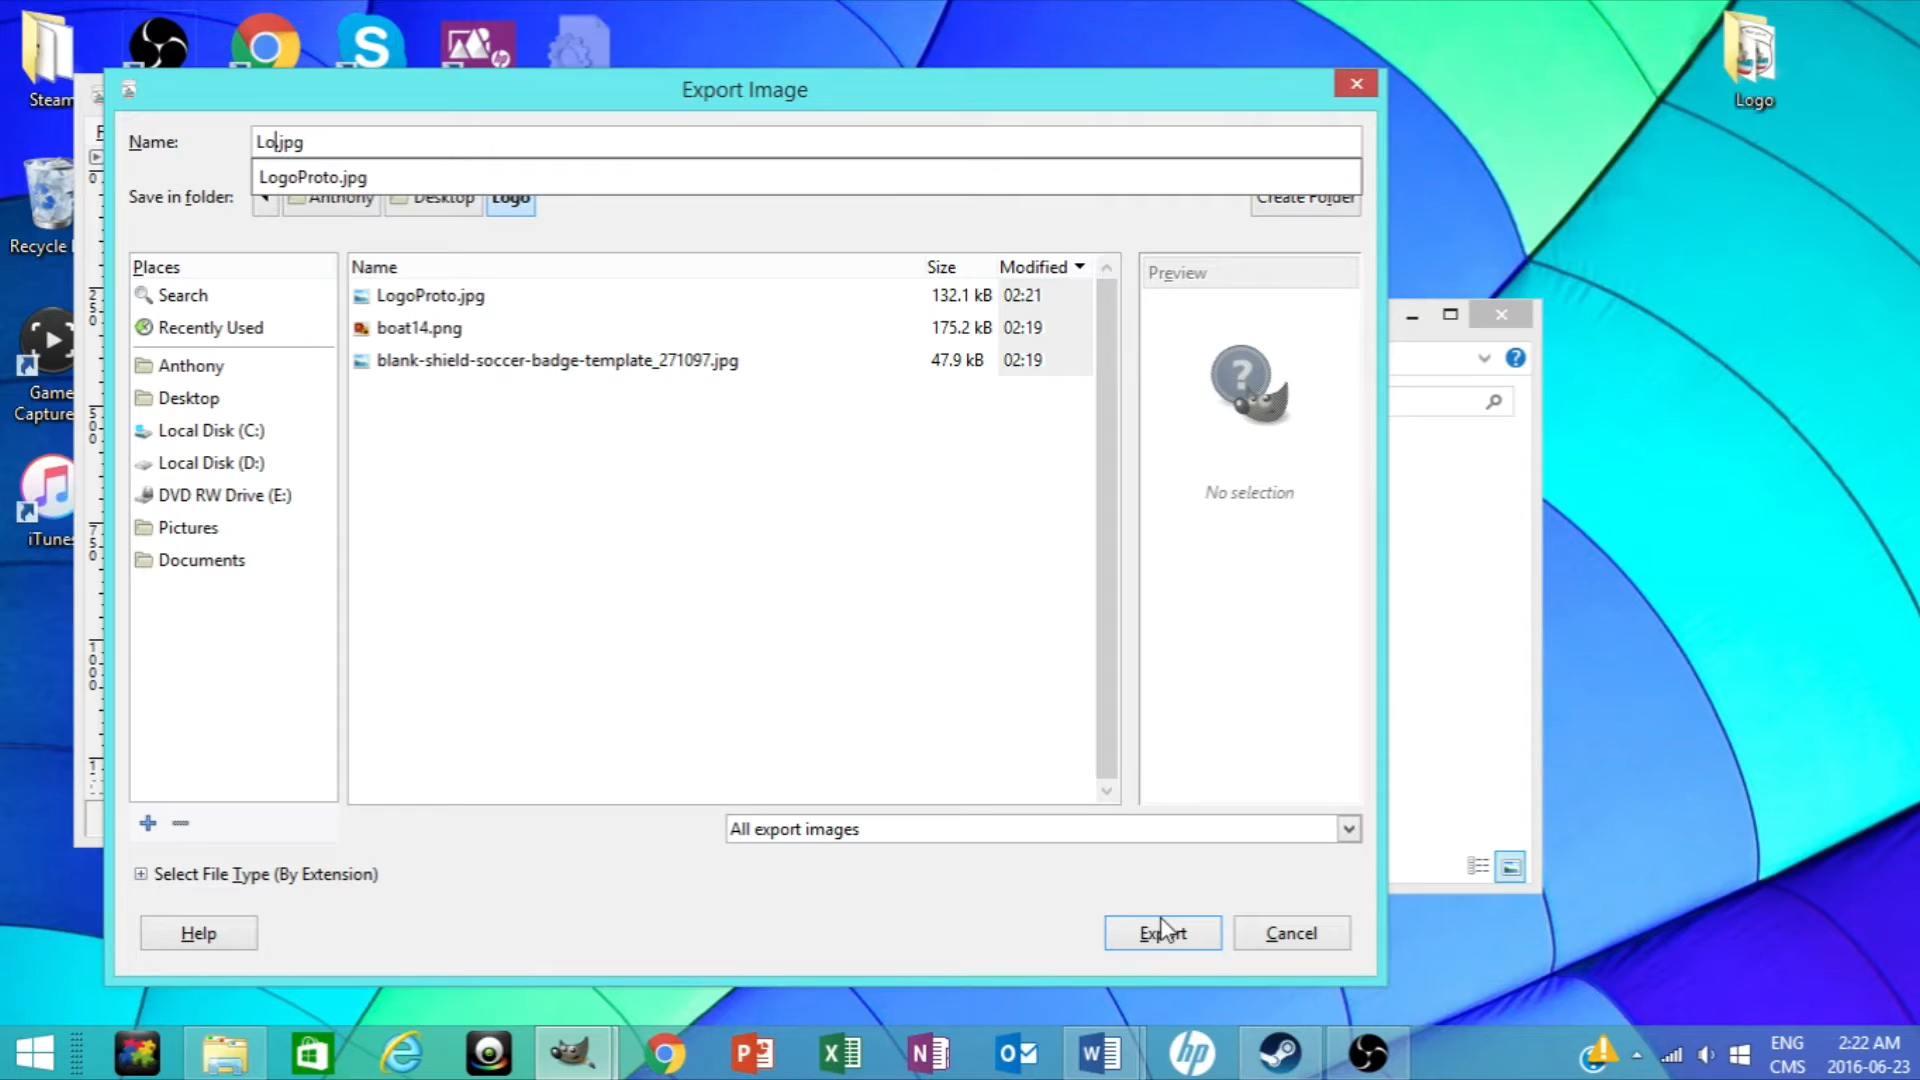 Steam
Logo
Export Image
Name:
Lo.jpg
LogoProto.jpg
Save in folder:
Anthony
Desktop
Logo
Create Folder
Recycle
Places
Name
Size
Modified
Preview
Search
LogoProto.jpg
132.1 kB
02:21
Recently Used
boat14.png
175.2 kB
02:19
Anthony
blank-shield-soccer-badge-template_271097.jpg
47.9 kB
02:19
Desktop
Game
Capture
Local Disk (C:)
Local Disk (D:)
DVD RW Drive (E:)
No selection
Pictures
iTunes
Documents
All export images
Select File Type (By Extension)
Help
Export
Cancel
ENG
CMS
2:22 AM
2016-06-23